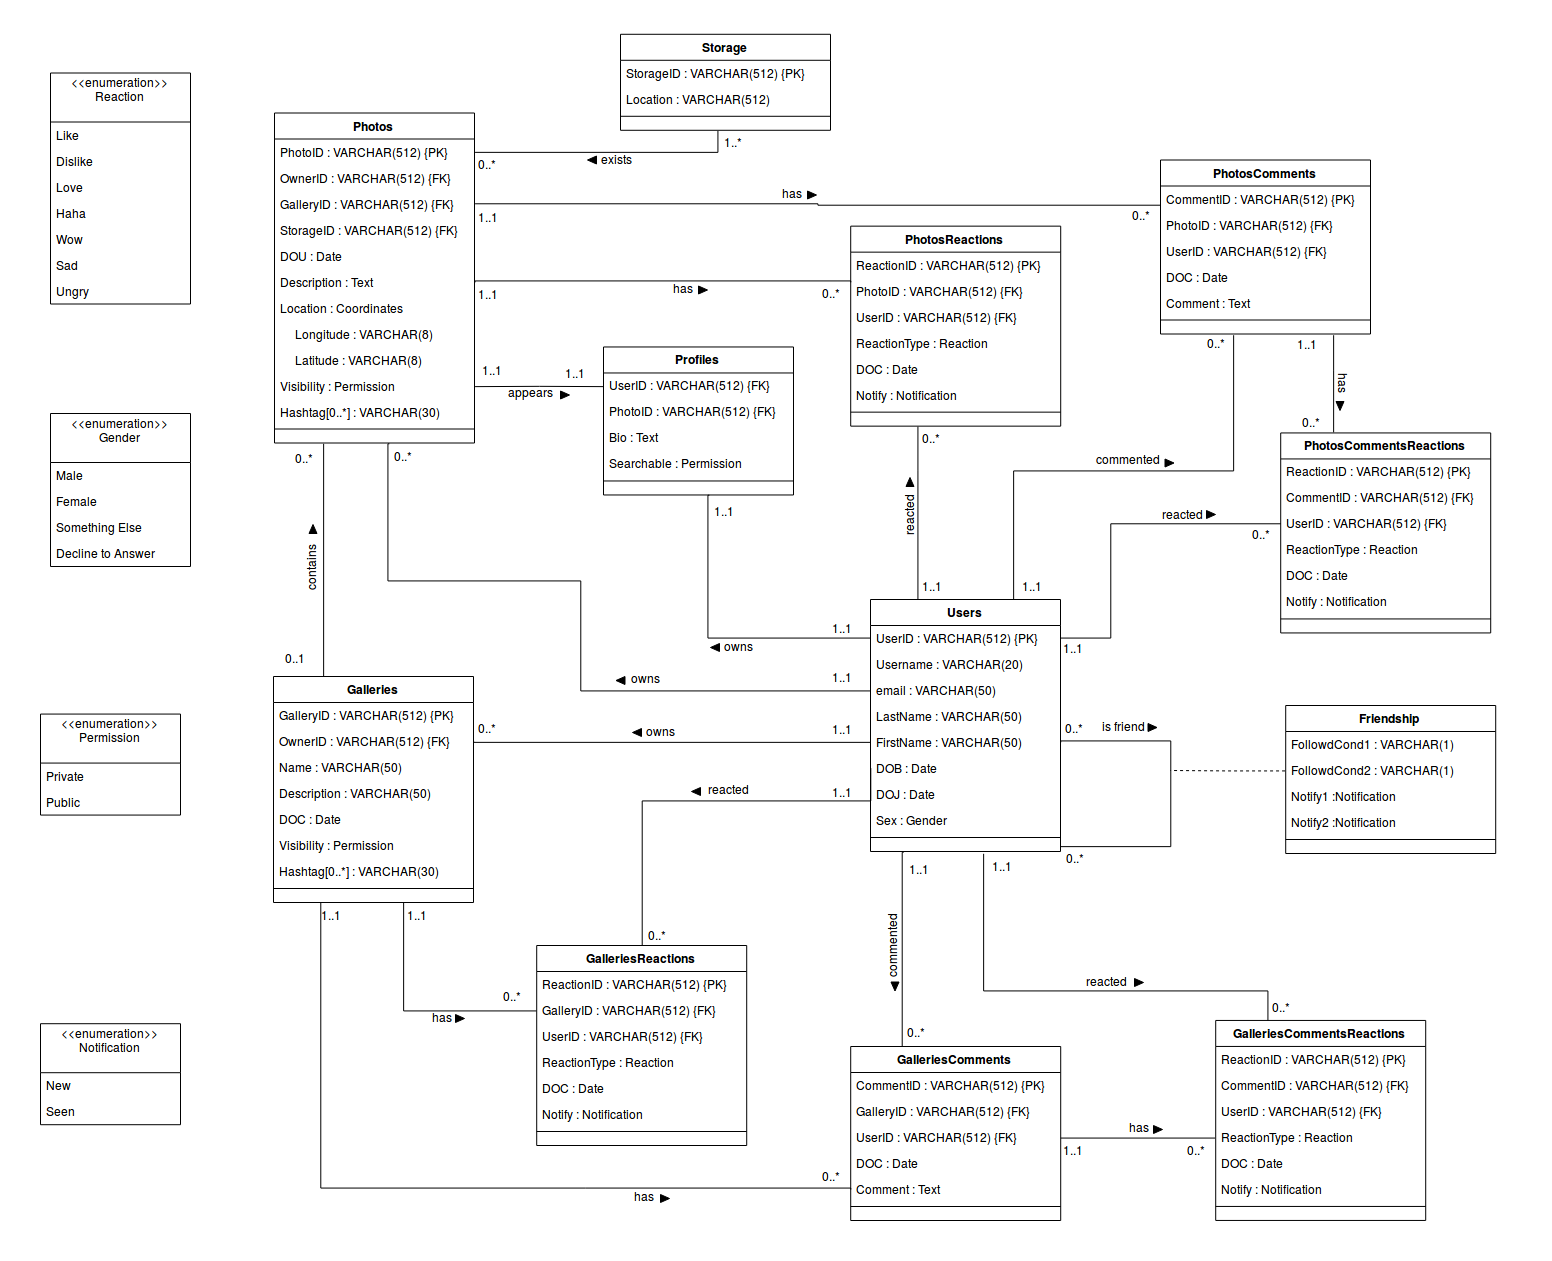 Storage
StorageID : VARCHAR(512) {PK}
Location : VARCHAR(512)
<<enumeration>>
Reaction
Like
Dislike
Love
Haha
Wow
Sad
Ungry
Photos
PhotoID : VARCHAR(512) {PK}
OwnerID : VARCHAR(512) {FK}
GalleryID : VARCHAR(512) {FK}
StorageID : VARCHAR(512) {FK}
DOU : Date
Description : Text
Location : Coordinates
Longitude : VARCHAR(8)
Latitude : VARCHAR(8)
Visibility : Permission
Hashtag[0..*] : VARCHAR(30)
1..*
0..*
◀ exists
has ▶
1..1
0..*
has ▶
1..1
0..*
1..1
1..1
appears ▶
PhotosComments
CommentID : VARCHAR(512) {PK}
PhotoID : VARCHAR(512) {FK}
UserID : VARCHAR(512) {FK}
DOC : Date
Comment : Text
PhotosReactions
ReactionID : VARCHAR(512) {PK}
PhotoID : VARCHAR(512) {FK}
UserID : VARCHAR(512) {FK}
ReactionType : Reaction
DOC : Date
Notify : Notification
Profiles
UserID : VARCHAR(512) {FK}
PhotoID : VARCHAR(512) {FK}
Bio : Text
Searchable : Permission
0..*
1..1
has ▶
0..*
PhotosCommentsReactions
ReactionID : VARCHAR(512) {PK}
CommentID : VARCHAR(512) {FK}
UserID : VARCHAR(512) {FK}
ReactionType : Reaction
DOC : Date
Notify : Notification
<<enumeration>>
Gender
Male
Female
Something Else
Decline to Answer
0..*
0..*
contains ▶
0..1
1..1
0..*
reacted ▶
1..1
commented ▶
1..1
reacted ▶
0..*
1..1
Users
UserID : VARCHAR(512) {PK}
Username : VARCHAR(20)
email : VARCHAR(50)
LastName : VARCHAR(50)
FirstName : VARCHAR(50)
DOB : Date
DOJ : Date
Sex : Gender
1..1
◀ owns
1..1
◀ owns
1..1
◀ owns
0..*
1..1
◀ reacted
0..*
Galleries
GalleryID : VARCHAR(512) {PK}
OwnerID : VARCHAR(512) {FK}
Name : VARCHAR(50)
Description : VARCHAR(50)
DOC : Date
Visibility : Permission
Hashtag[0..*] : VARCHAR(30)
<<enumeration>>
Permission
Private
Public
0..*
is friend ▶
0..*
Friendship
FollowdCond1 : VARCHAR(1)
FollowdCond2 : VARCHAR(1)
Notify1 :Notification
Notify2 :Notification
1..1
1..1
0..*
has ▶
GalleriesReactions
ReactionID : VARCHAR(512) {PK}
GalleryID : VARCHAR(512) {FK}
UserID : VARCHAR(512) {FK}
ReactionType : Reaction
DOC : Date
Notify : Notification
1..1
commented ▶
0..*
1..1
reacted ▶
0..*
<<enumeration>>
Notification
New
Seen
GalleriesComments
CommentID : VARCHAR(512) {PK}
GalleryID : VARCHAR(512) {FK}
UserID : VARCHAR(512) {FK}
DOC : Date
Comment : Text
has ▶
1..1
0..*
GalleriesCommentsReactions
ReactionID : VARCHAR(512) {PK}
CommentID : VARCHAR(512) {FK}
UserID : VARCHAR(512) {FK}
ReactionType : Reaction
DOC : Date
Notify : Notification
0..*
has ▶